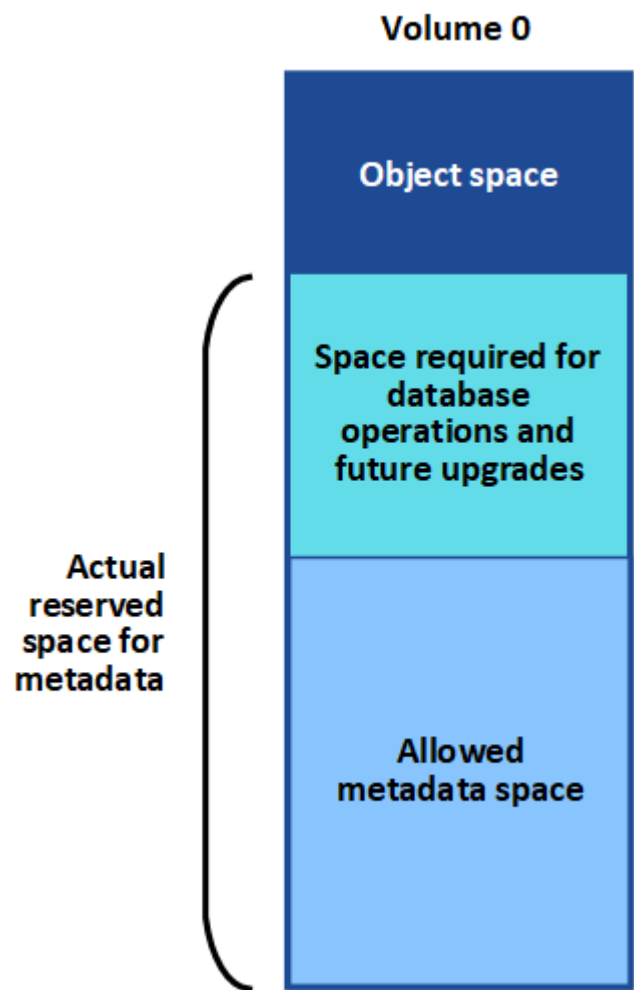 Volume 0
Object space
Space required for
database
operations and
future upgrades
Actual
reserved
space for
metadata
Allowed
metadata space